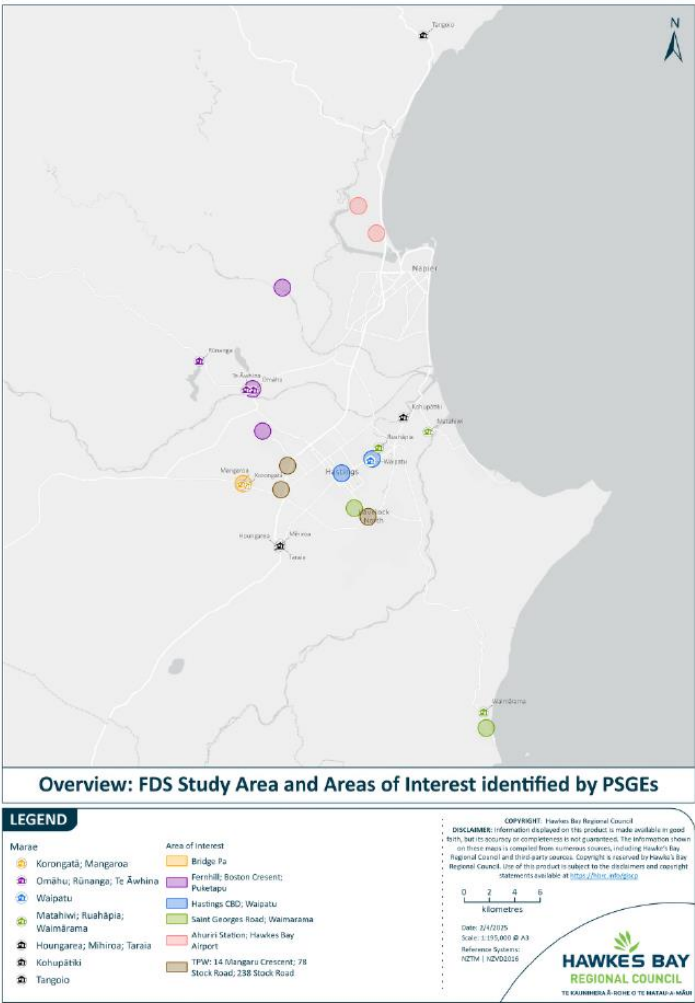 Tangoio
N
Napier
Rūnanga
Te Āwhina
Omāhu
Kohupātiki
Matahiwi
Ruahāpia
Waipatu
Mangaroa
Korongatā
Hastings
Havelock
North
Houngarea
Mihiroa
Taraia
Waimārama
Overview: FDS Study Area and Areas of Interest identified by PSGEs
LEGEND
Marae
Korongatā; Mangaroa
Omāhu; Rūnanga; Te Āwhina
Waipatu
Matahiwi; Ruahāpia;
Waimārama
Houngarea; Mihiroa; Taraia
Kohupātiki
Tangoio
Area of Interest
Bridge Pa
Fernhill; Boston Cresent;
Puketapu
Hastings CBD; Waipatu
Saint Georges Road; Waimarama
Ahuriri Station; Hawkes Bay
Airport
TPW: 14 Mangaru Crescent; 78
Stock Road; 238 Stock Road
COPYRIGHT: Hawkes Bay Regional Council
DISCLAIMER: Information displayed on this product is made available in good
faith, but its accuracy or completeness is not guaranteed. The information shown
on these maps is compiled from numerous sources, including Hawke's Bay
Regional Council and third-party sources. Copyright is reserved by Hawke's Bay
Regional Council. Use of this product is subject to the disclaimers and copyright
statements available at
0 2 4 6
kilometres
Date: 2/4/2025
Scale: 1:195,000 @ A3
Reference Systems:
NZTM | NZVD2016
HAWKE'S BAY
REGIONAL COUNCIL
TE KAUNIHERA Ā-ROHE O TE MATAU-A-MĀUI